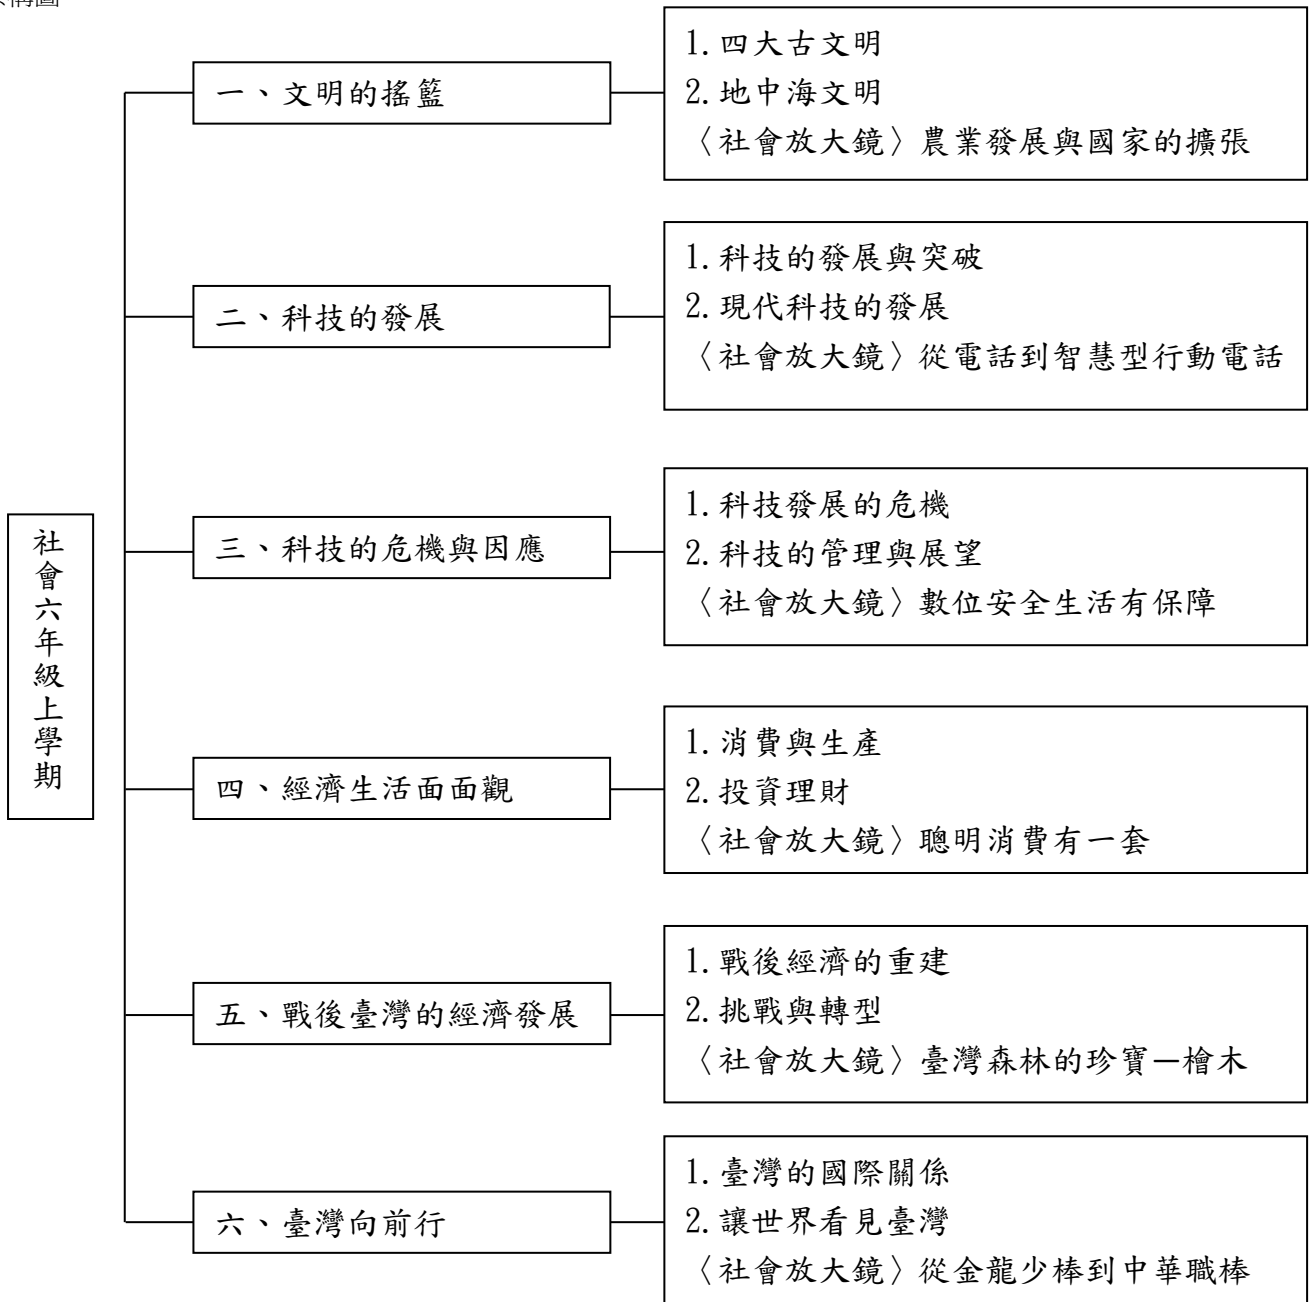 構圖
社會六年級上學期
一、文明的搖籃
1.四大古文明
2.地中海文明
〈社會放大鏡〉農業發展與國家的擴張
二、科技的發展
1.科技的發展與突破
2.現代科技的發展
〈社會放大鏡〉從電話到智慧型行動電話
三、科技的危機與因應
1.科技發展的危機
2.科技的管理與展望
〈社會放大鏡〉數位安全生活有保障
四、經濟生活面面觀
1.消費與生產
2.投資理財
〈社會放大鏡〉聰明消費有一套
五、戰後臺灣的經濟發展
1.戰後經濟的重建
2.挑戰與轉型
〈社會放大鏡〉臺灣森林的珍寶—檜木
六、臺灣向前行
1.臺灣的國際關係
2.讓世界看見臺灣
〈社會放大鏡〉從金龍少棒到中華職棒